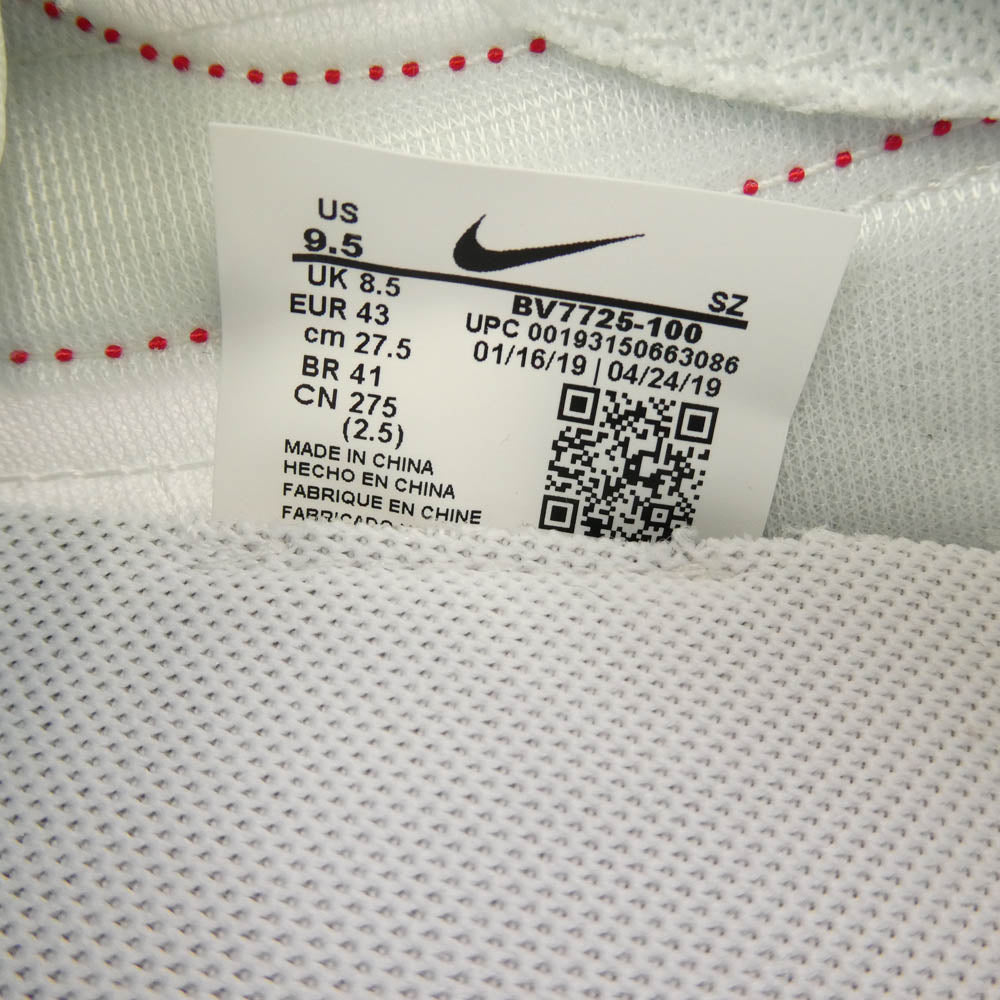 US
9.5
UK 8.5
EUR 43
cm 27.5
BR 41
CN 275
(2.5)
MADE IN CHINA
HECHO EN CHINA
FABRIQUE EN CHINE
FABRICADO
SZ
BV7725-100
UPC 00193150663086
01/16/19 | 04/24/19